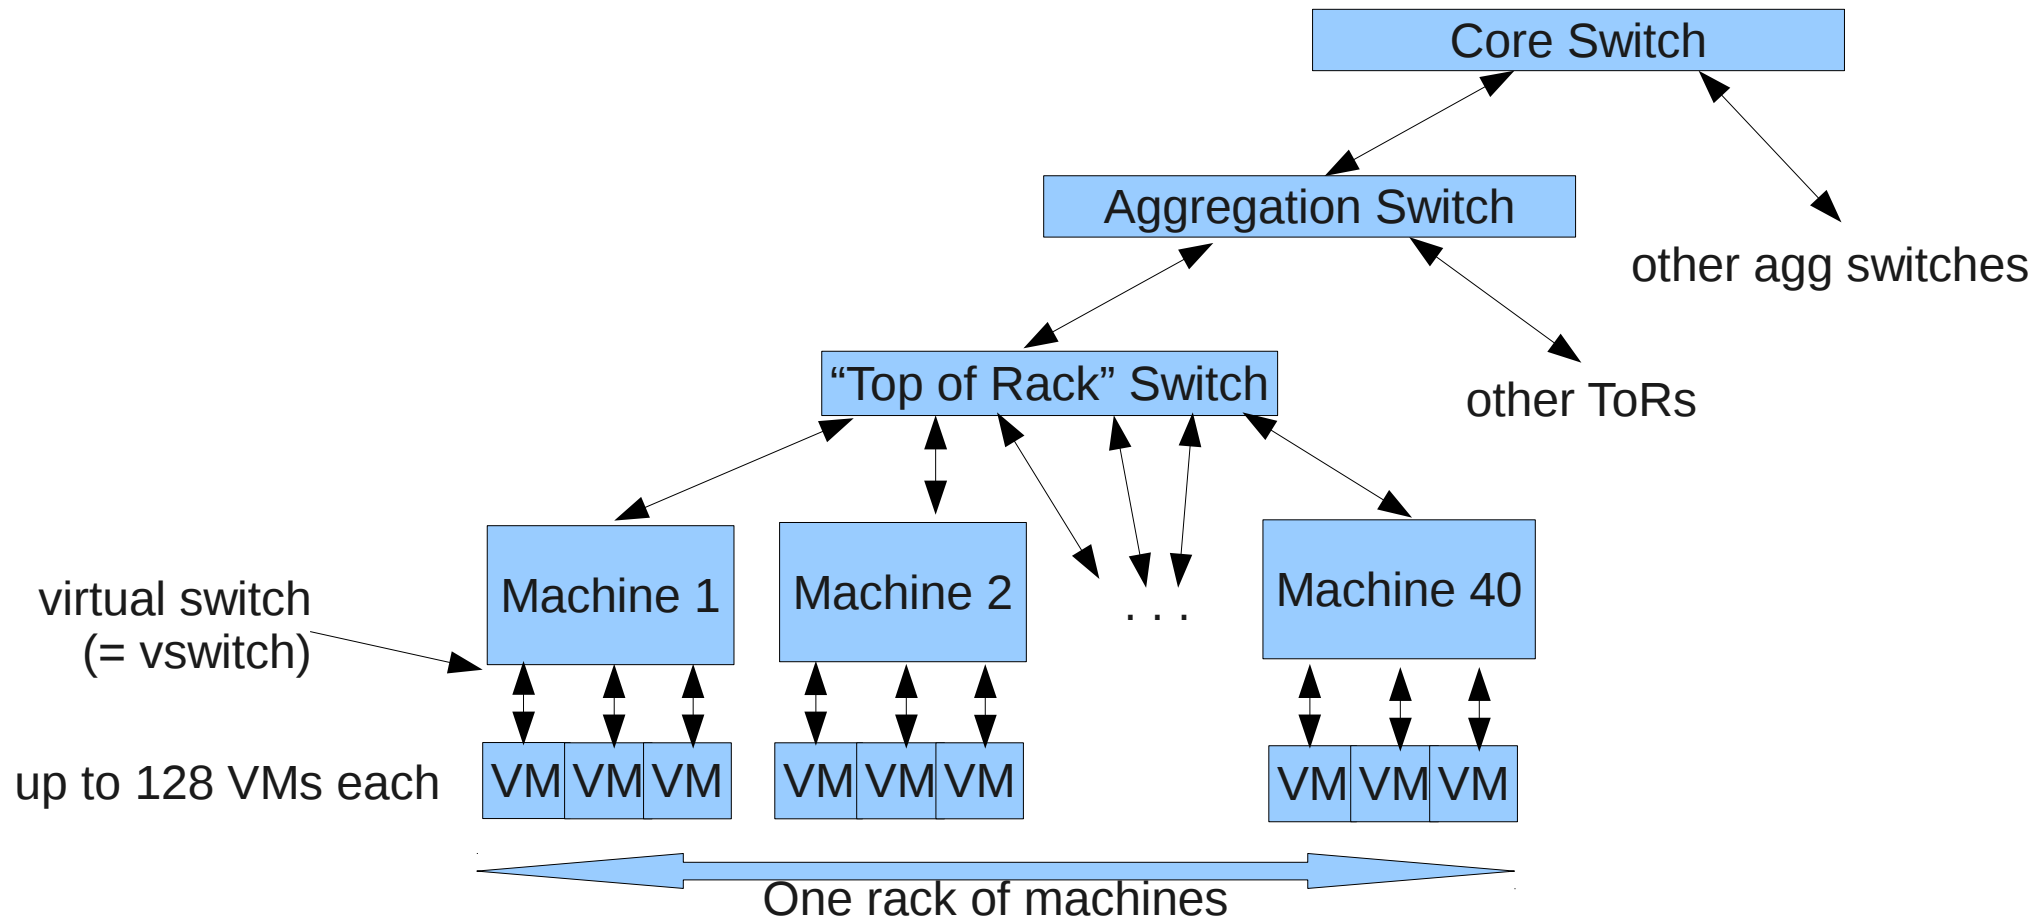 Core Switch
Aggregation Switch
other agg switches
“Top of Rack” Switch
other ToRs
Machine 1
Machine 2
. . .
Machine 40
virtual switch
(= vswitch)
up to 128 VMs each
VM VM VM
VM VM VM
VM VM VM
One rack of machines